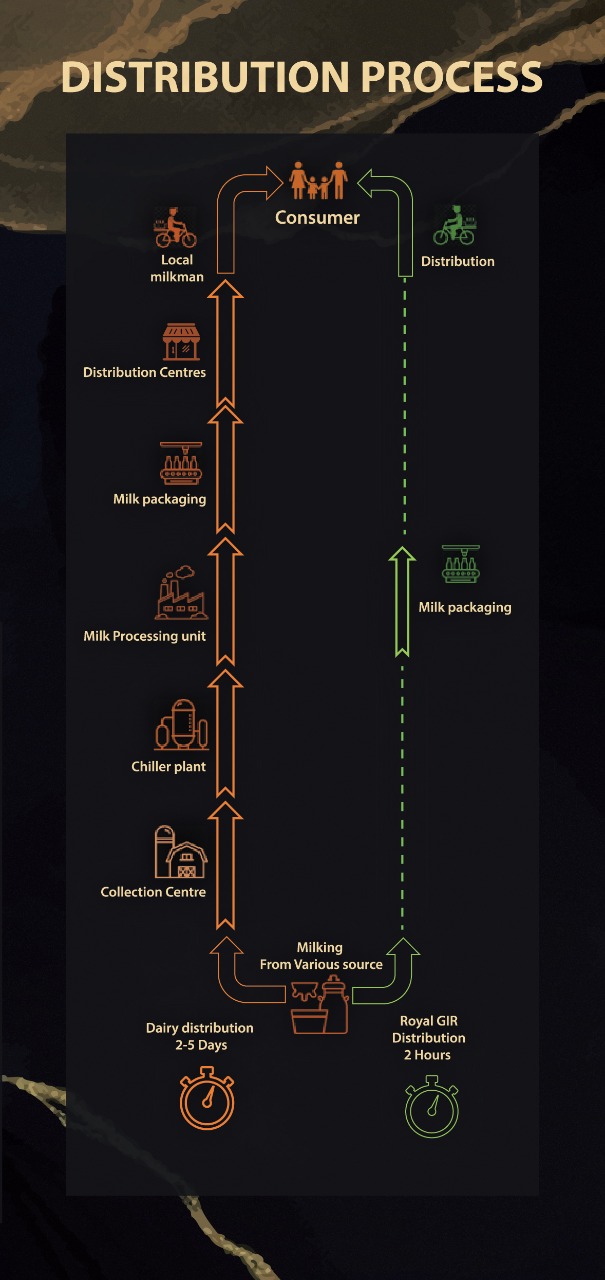 DISTRIBUTION PROCESS
Consumer
Local
milkman
Distribution
Distribution Centres
Milk packaging
Milk packaging
Milk Processing unit
Chiller plant
Collection Centre
Milking
From Various source
Dairy distribution
2-5 Days
Royal GIR
Distribution
2 Hours